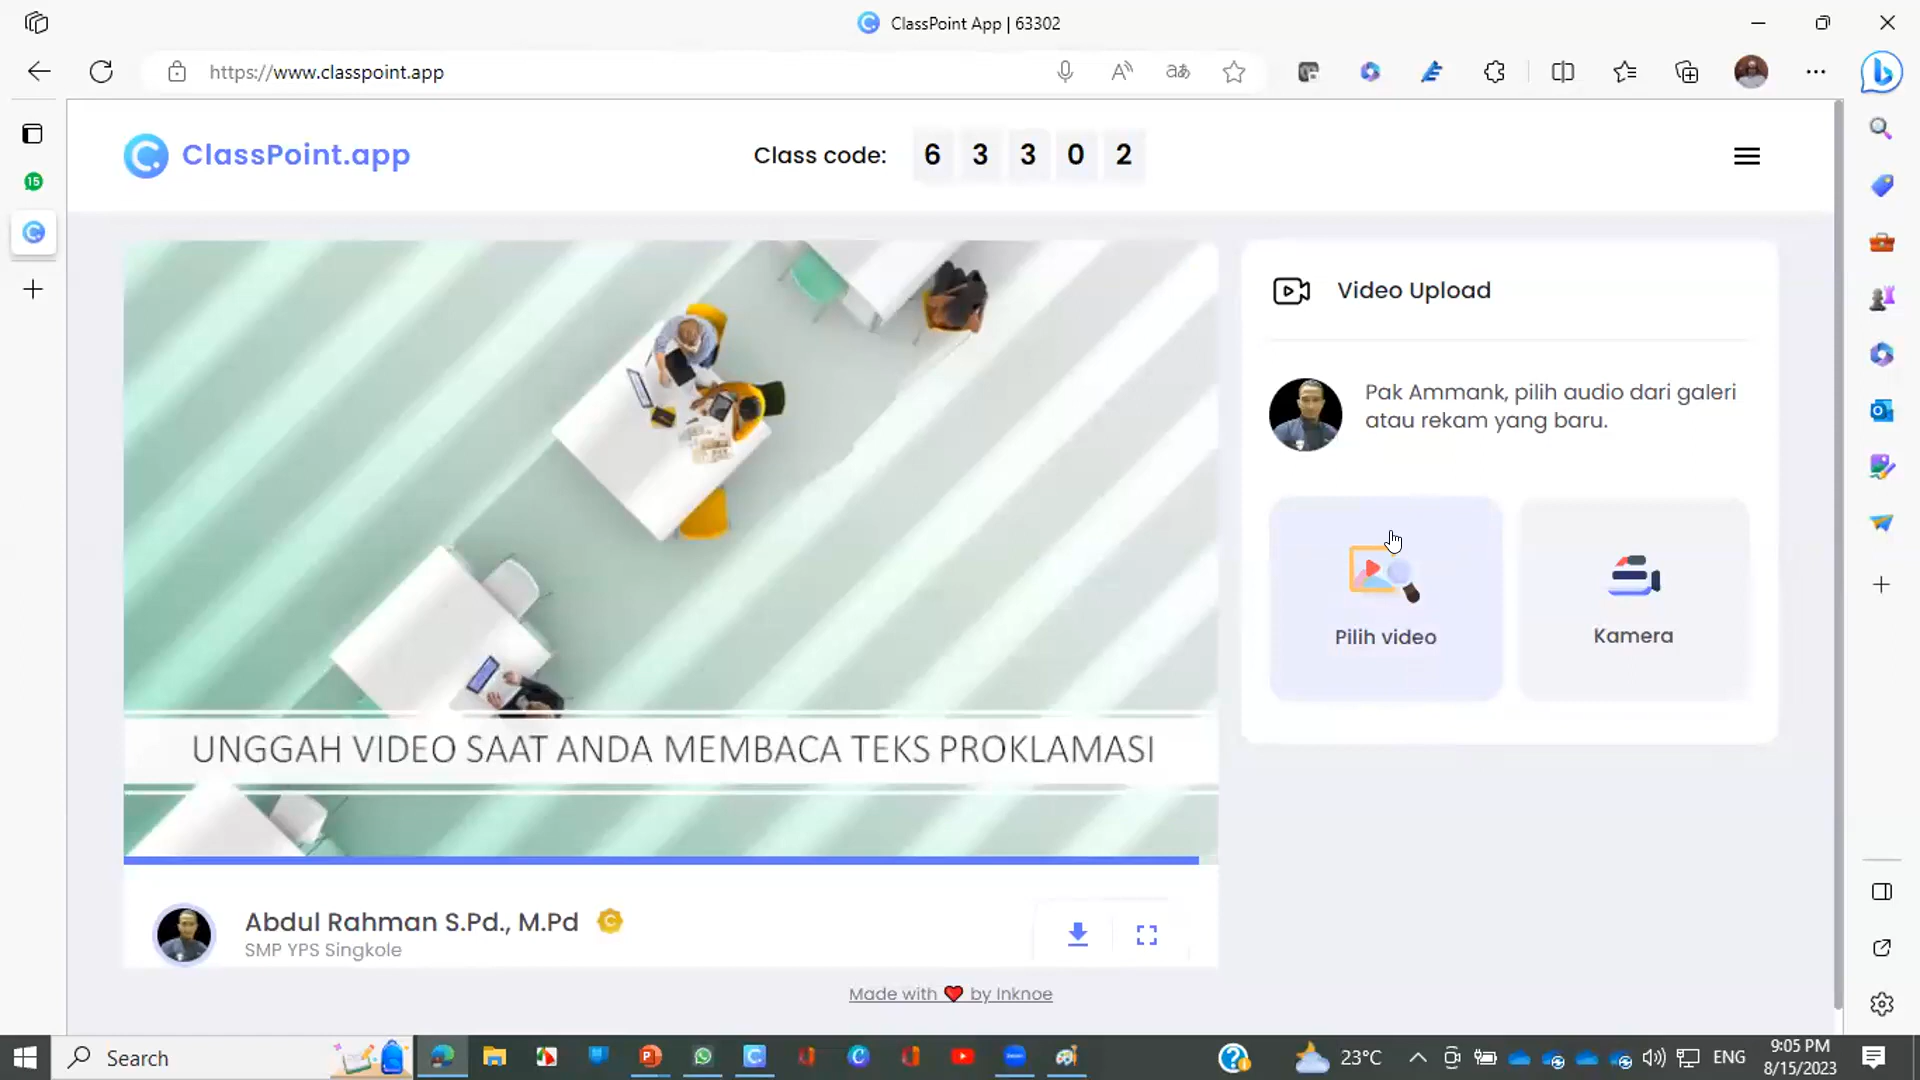 ClassPoint App | 63302
https://www.classpoint.app
ClassPoint.app
Class code: 6 3 3 0 2
15
Video Upload
Pak Ammank, pilih audio dari galeri
atau rekam yang baru.
Pilih video
Kamera
UNGGAH VIDEO SAAT ANDA MEMBACA TEKS PROKLAMASI
Abdul Rahman S.Pd., M.Pd
SMP YPS Singkole
Made with ❤ by Inknoe
Search
23°C
ENG
9:05 PM
8/15/2023